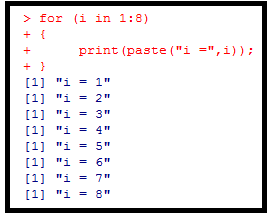 > for (i in 1:8)
+ {
+     print(paste("i =",i));
+ }
[1] "i = 1"
[1] "i = 2"
[1] "i = 3"
[1] "i = 4"
[1] "i = 5"
[1] "i = 6"
[1] "i = 7"
[1] "i = 8"